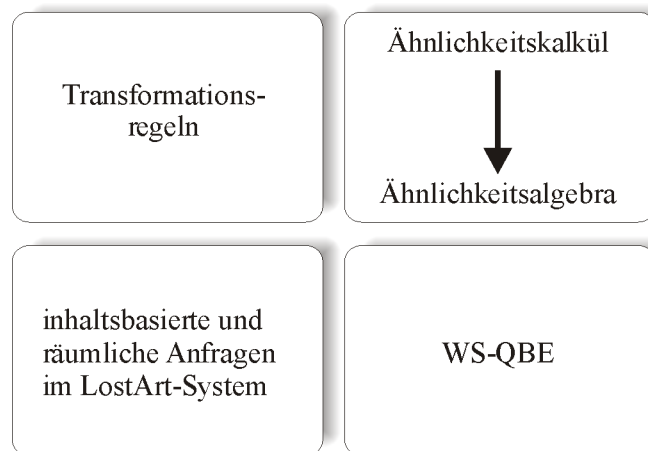 Transformations-
regeln
Ähnlichkeitskalkül
Ähnlichkeitsalgebra
inhaltsbasierte und
räumliche Anfragen
im LostArt-System
WS-QBE